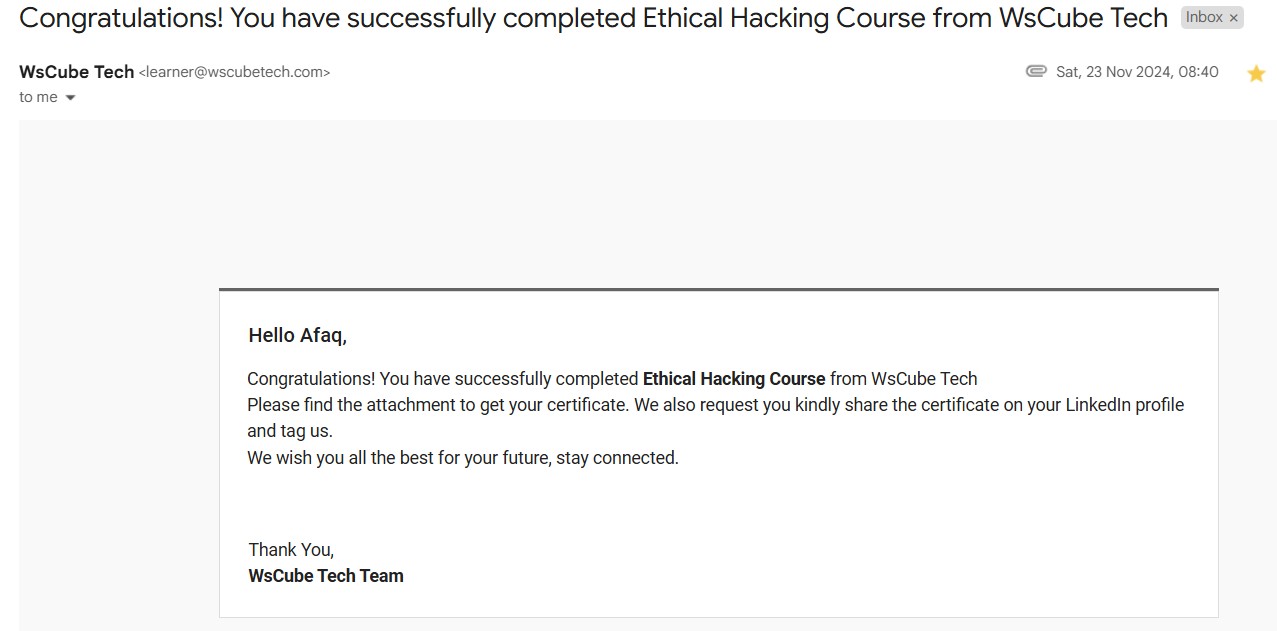 Congratulations! You have successfully completed Ethical Hacking Course from WsCube Tech Inbox ×
WsCube Tech <learner@wscubetech.com> Sat, 23 Nov 2024, 08:40
to me
Hello Afaq,
Congratulations! You have successfully completed Ethical Hacking Course from WsCube Tech
Please find the attachment to get your certificate. We also request you kindly share the certificate on your LinkedIn profile
and tag us.
We wish you all the best for your future, stay connected.
Thank You,
WsCube Tech Team